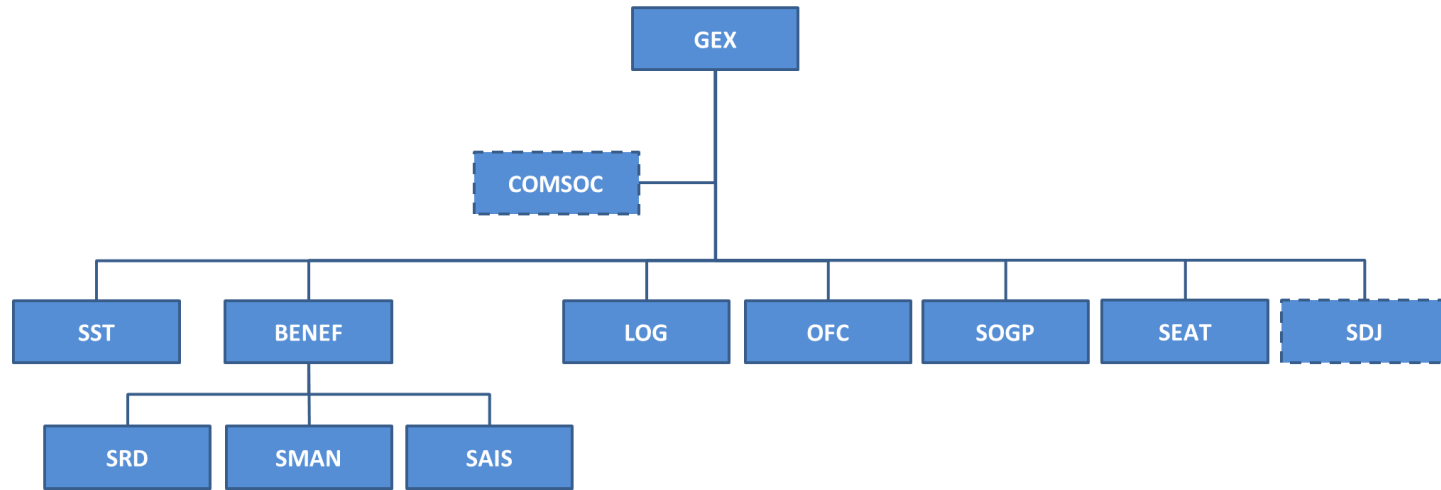 GEX
COMSOC
SST
BENEF
LOG
OFC
SOGP
SEAT
SDJ
SRD
SMAN
SAIS